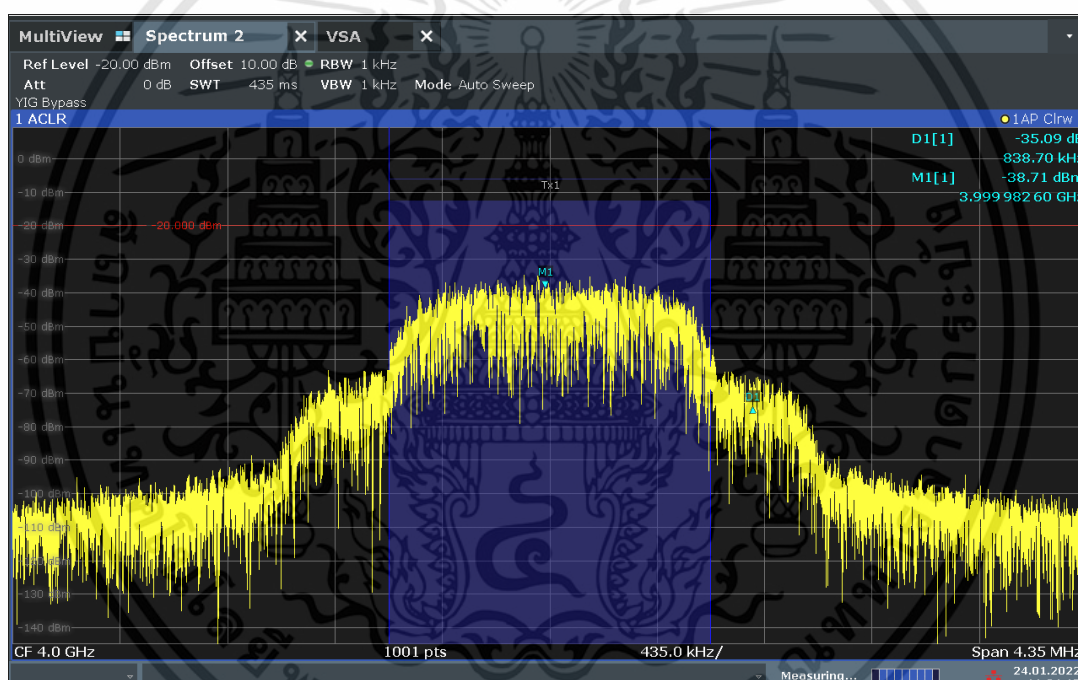 MultiView Spectrum 2 × VSA ×
Ref Level -20.00 dBm Offset 10.00 dB RBW 1 kHz
Att 0 dB SWT 435 ms VBW 1 kHz Mode Auto Sweep
YIG Bypass
1 ACLR 1AP Clrw
D1[1] -35.09 dB
838.70 kHz
M1[1] -38.71 dBm
3.999 982 60 GHz
0 dBm
Tx1
-10 dBm
-20 dBm -20.000 dBm
-30 dBm
M1
-40 dBm
-50 dBm
-60 dBm
-70 dBm
D1
-80 dBm
-90 dBm
-100 dBm
-110 dBm
-130 dBm
-140 dBm
CF 4.0 GHz 1001 pts 435.0 kHz/ Span 4.35 MHz
Measuring... 24.01.2022